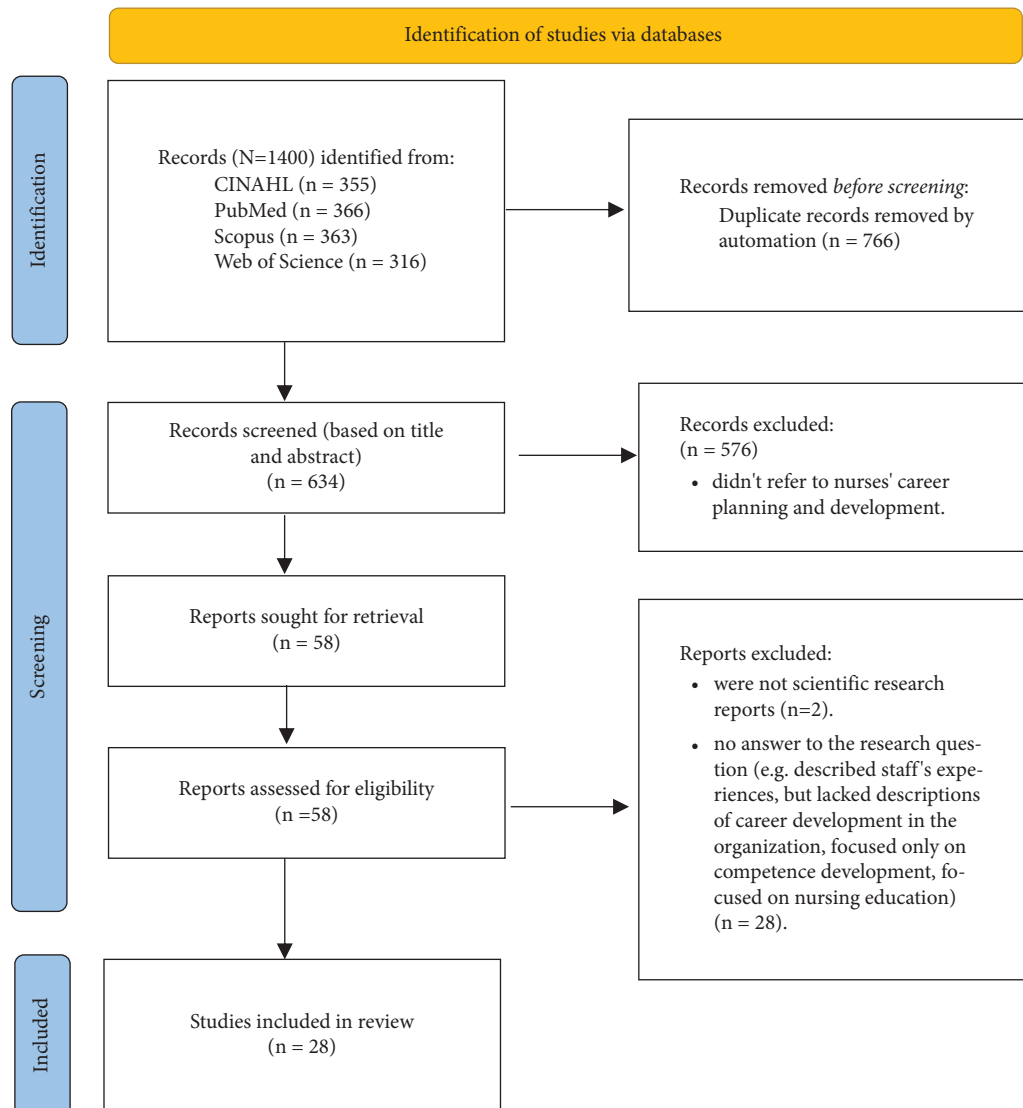 Identification of studies via databases
Identification
Records (N=1400) identified from:
CINAHL (n = 355)
PubMed (n = 366)
Scopus (n = 363)
Web of Science (n = 316)
Records removed before screening:
Duplicate records removed by
automation (n = 766)
Screening
Records screened (based on title
and abstract)
(n = 634)
Records excluded:
(n = 576)
• didn't refer to nurses' career
planning and development.
Reports sought for retrieval
(n = 58)
Reports assessed for eligibility
(n =58)
Reports excluded:
• were not scientific research
reports (n=2).
• no answer to the research ques-
tion (e.g. described staff's expe-
riences, but lacked descriptions
of career development in the
organization, focused only on
competence development, fo-
cused on nursing education)
(n = 28).
Included
Studies included in review
(n = 28)